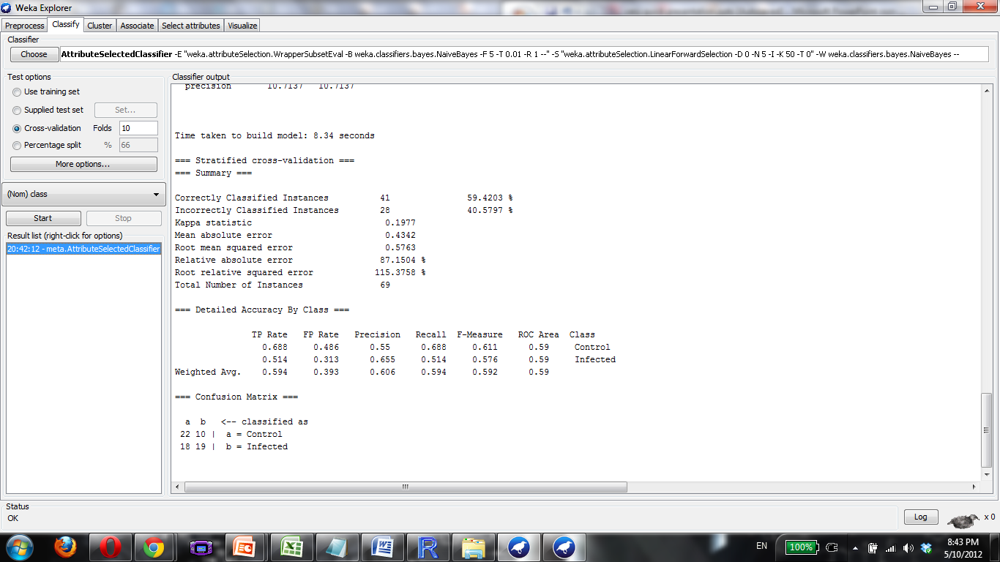 Weka Explorer
Preprocess Classify Cluster Associate Select attributes Visualize
Classifier
Choose AttributeSelectedClassifier -E "weka.attributeSelection.WrapperSubsetEval -B weka.classifiers.bayes.NaiveBayes -F 5 -T 0.01 -R 1 --" -S "weka.attributeSelection.LinearForwardSelection -D 0 -N 5 -I -K 50 -T 0" -W weka.classifiers.bayes.NaiveBayes --
Test options
Use training set
Supplied test set Set...
Cross-validation Folds 10
Percentage split % 66
More options...
(Nom) class
Start Stop
Result list (right-click for options)
20:42:12 - meta.AttributeSelectedClassifier
Classifier output
precision 10.7137 10.7137
Time taken to build model: 8.34 seconds
=== Stratified cross-validation ===
=== Summary ===
Correctly Classified Instances 41 59.4203 %
Incorrectly Classified Instances 28 40.5797 %
Kappa statistic 0.1977
Mean absolute error 0.4342
Root mean squared error 0.5763
Relative absolute error 87.1504 %
Root relative squared error 115.3758 %
Total Number of Instances 69
=== Detailed Accuracy By Class ===
TP Rate FP Rate Precision Recall F-Measure ROC Area Class
0.688 0.486 0.55 0.688 0.611 0.59 Control
0.514 0.313 0.655 0.514 0.576 0.59 Infected
Weighted Avg. 0.594 0.393 0.606 0.594 0.592 0.59
=== Confusion Matrix ===
a b <-- classified as
22 10 | a = Control
18 19 | b = Infected
Status
OK
Log x 0
EN 100% 8:43 PM
5/10/2012